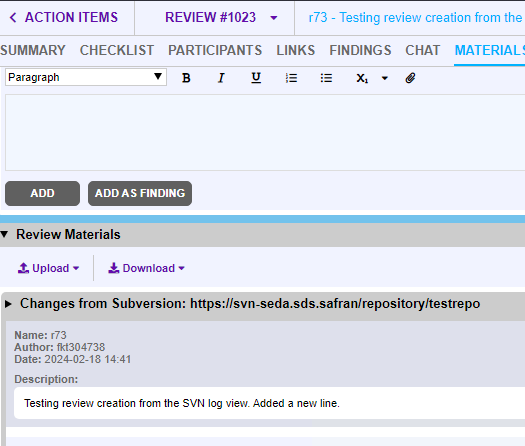 ACTION ITEMS REVIEW #1023 r73 - Testing review creation from the
SUMMARY CHECKLIST PARTICIPANTS LINKS FINDINGS CHAT MATERIALS
Paragraph B I U X₁
ADD ADD AS FINDING
Review Materials
Upload Download
Changes from Subversion: https://svn-seda.sds.safran/repository/testrepo
Name: r73
Author: fkt304738
Date: 2024-02-18 14:41
Description:
Testing review creation from the SVN log view. Added a new line.